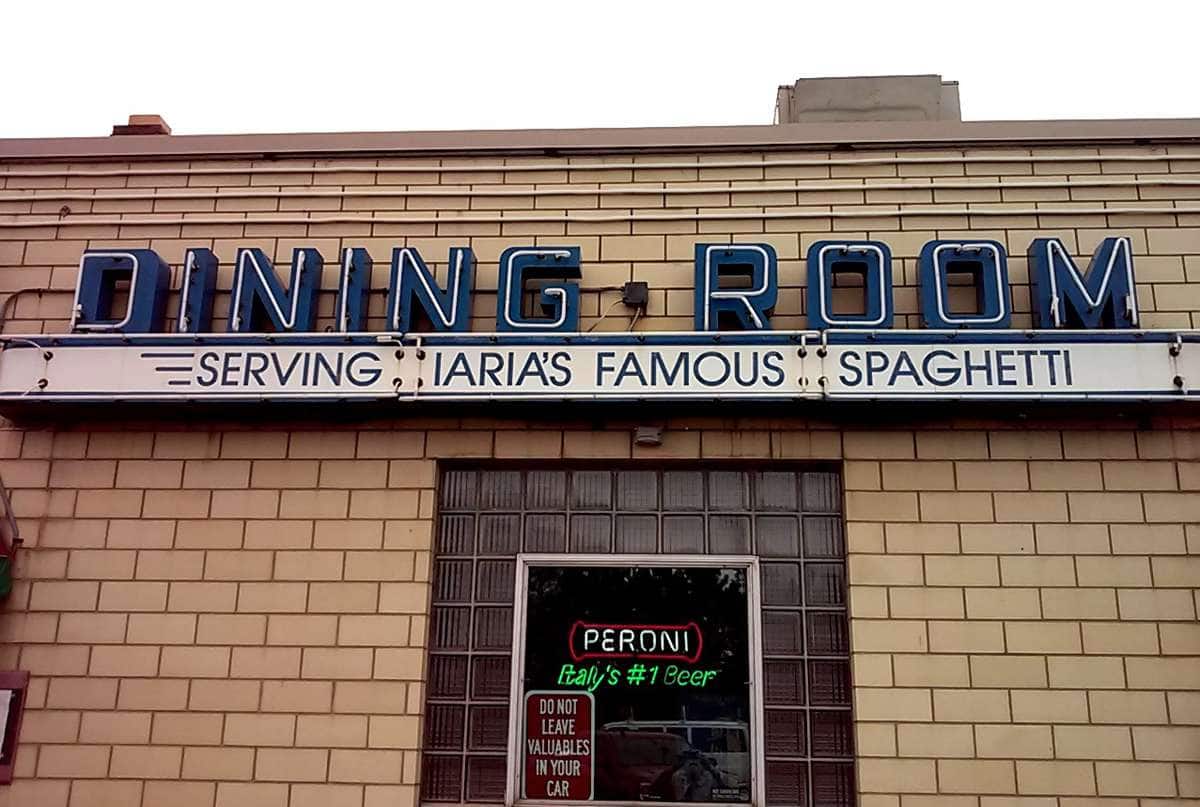 DINING ROOM
SERVING IARIA'S FAMOUS SPAGHETTI
PERONI
Italy's #1 Beer
DO NOT
LEAVE
VALUABLES
IN YOUR
CAR